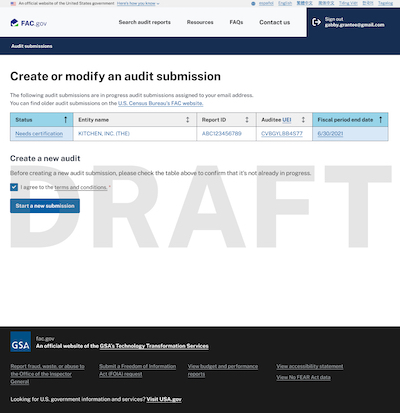 An official website of the United States government Here's how you know
español English 繁體中文 简体中文 Tiếng việt 한국어 Tagalog
FAC.gov
Search audit reports Resources FAQs Contact us
Sign out
gabby.grantee@gmail.com
Audit submissions
Create or modify an audit submission
The following audit submissions are in progress audit submissions assigned to your email address.
You can find older audit submissions on the U.S. Census Bureau's FAC website.
Status Entity name Report ID Auditee UEI Fiscal period end date
Needs certification KITCHEN, INC. (THE) ABC123456789 6/30/2021
Create a new audit
Before creating a new audit submission, please check the table above to confirm that it's not already in progress.
I agree to the terms and conditions. *
Start a new submission
DRAFT
GSA
fac.gov
An official website of the GSA's Technology Transformation Services
Report fraud, waste, or abuse to
the Office of the Inspector
General
Submit a Freedom of Information
Act (FOIA) request
View budget and performance
reports
View accessibility statement
View No FEAR Act data
Looking for U.S. government information and services? Visit USA.gov